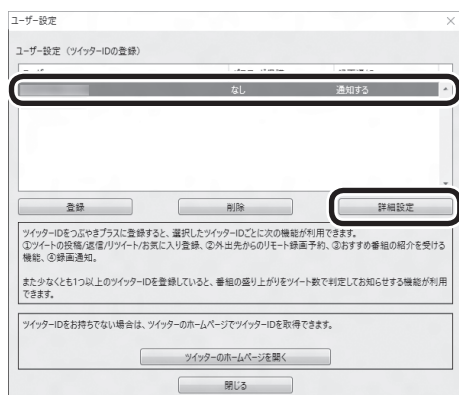 ユーザー設定
ユーザー設定（ツイッターIDの登録）
なし 通知する
登録 削除 詳細設定
ツイッターIDをつぶやきプラスに登録すると、選択したツイッターIDごとに次の機能が利用できます。
①ツイートの投稿/返信/リツイート/お気に入り登録、②外出先からのリモート録画予約、③おすすめ番組の紹介を受ける
機能、④録画通知。
また少なくとも1つ以上のツイッターIDを登録していると、番組の盛り上がりをツイート数で判定してお知らせする機能が利用
できます。
ツイッターIDをお持ちでない場合は、ツイッターのホームページでツイッターIDを取得できます。
ツイッターのホームページを開く
閉じる